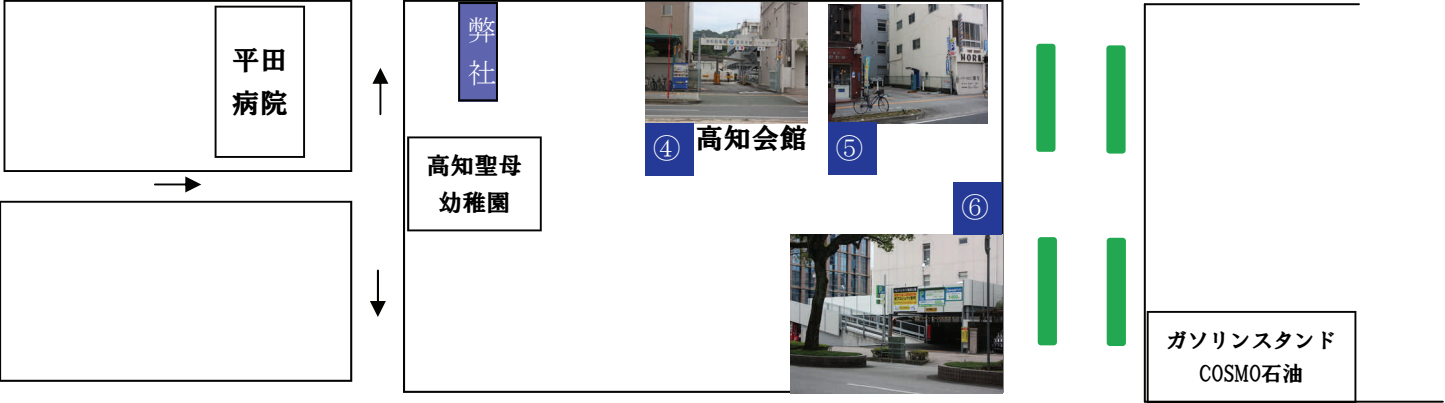 平田
病院
弊
社
高知聖母
幼稚園
④
高知会館
⑤
WORK
⑥
ガソリンスタンド
COSMO石油